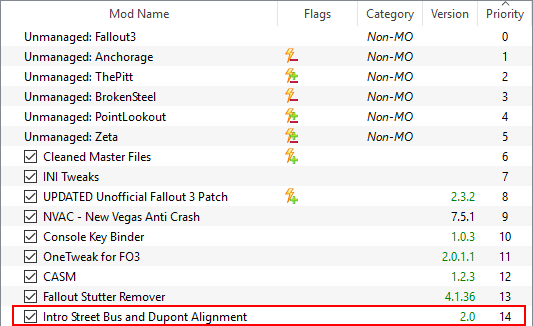 Mod Name Flags Category Version Priority
Unmanaged: Fallout3 Non-MO 0
Unmanaged: Anchorage Non-MO 1
Unmanaged: ThePitt Non-MO 2
Unmanaged: BrokenSteel Non-MO 3
Unmanaged: PointLookout Non-MO 4
Unmanaged: Zeta Non-MO 5
Cleaned Master Files 6
INI Tweaks 7
UPDATED Unofficial Fallout 3 Patch 2.3.2 8
NVAC - New Vegas Anti Crash 7.5.1 9
Console Key Binder 1.0.3 10
OneTweak for FO3 2.0.1.1 11
CASM 1.2.3 12
Fallout Stutter Remover 4.1.36 13
Intro Street Bus and Dupont Alignment 2.0 14